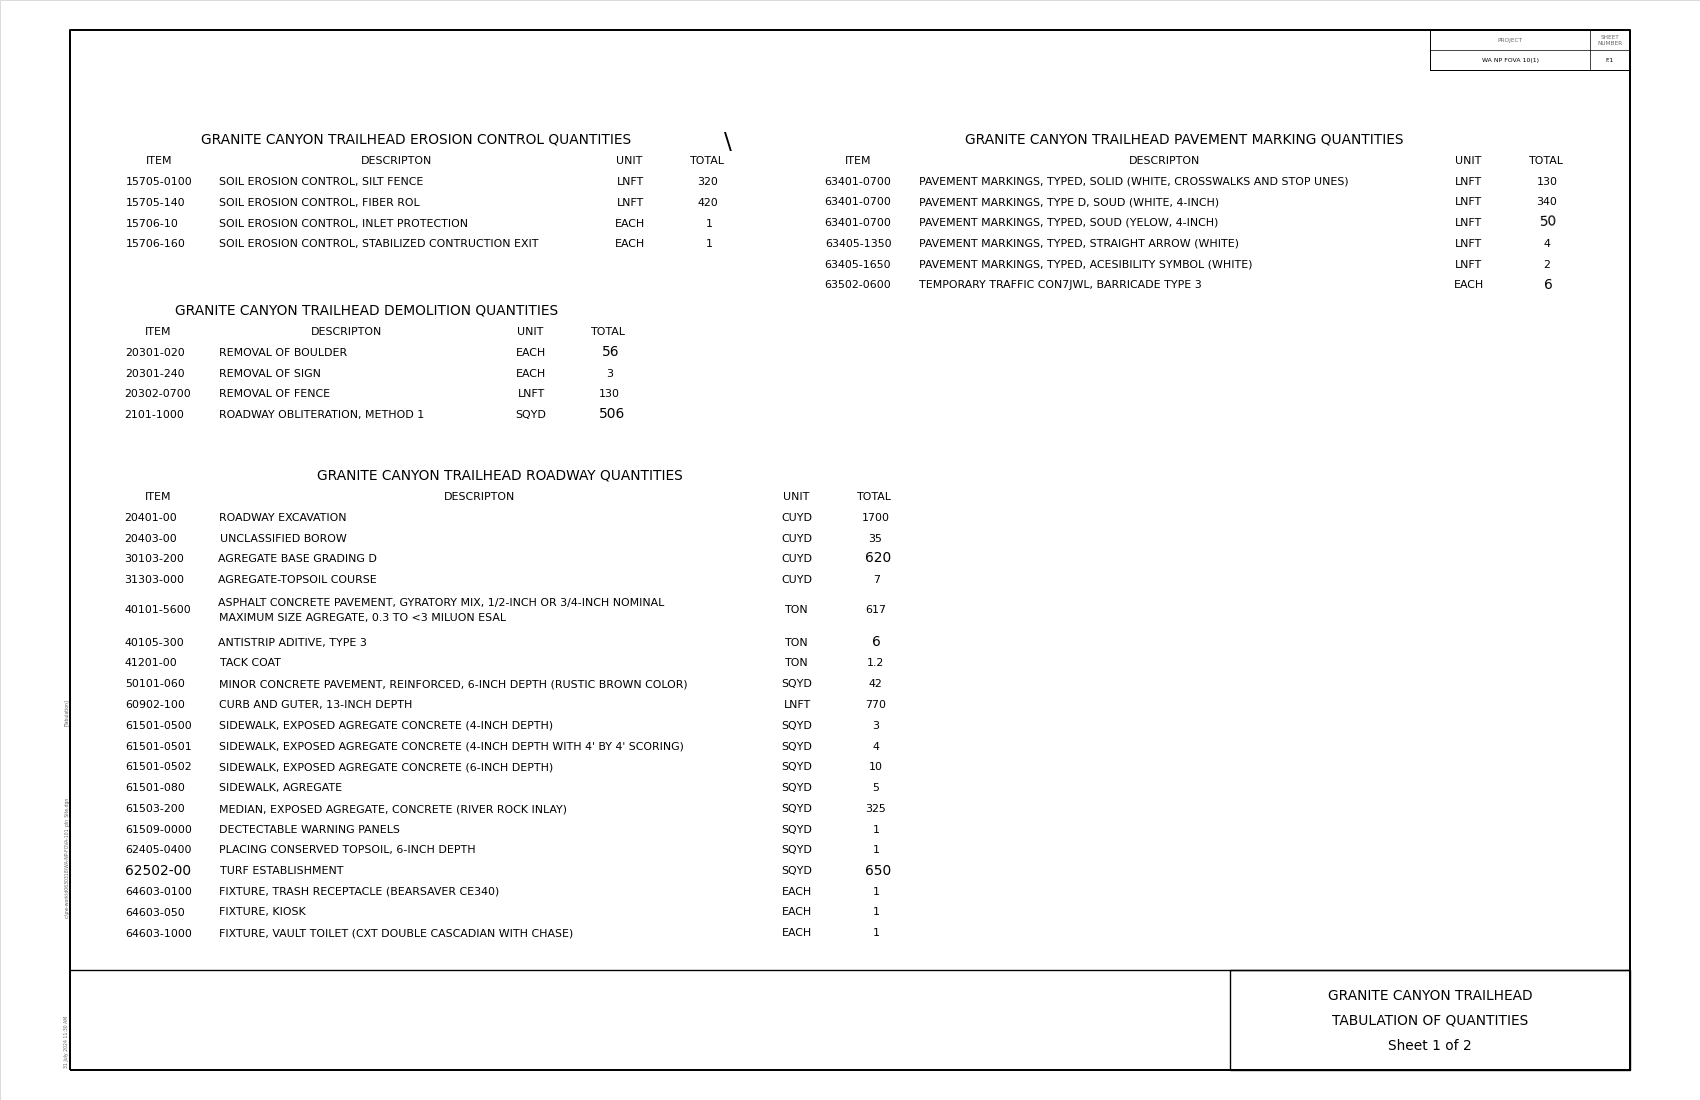 PROJECT SHEET NUMBER
WA NP FOVA 10(1) F.1
GRANITE CANYON TRAILHEAD EROSION CONTROL QUANTITIES \
ITEM DESCRIPTON UNIT TOTAL
15705-0100 SOIL EROSION CONTROL, SILT FENCE LNFT 320
15705-140 SOIL EROSION CONTROL, FIBER ROL LNFT 420
15706-10 SOIL EROSION CONTROL, INLET PROTECTION EACH 1
15706-160 SOIL EROSION CONTROL, STABILIZED CONTRUCTION EXIT EACH 1
GRANITE CANYON TRAILHEAD PAVEMENT MARKING QUANTITIES
ITEM DESCRIPTON UNIT TOTAL
63401-0700 PAVEMENT MARKINGS, TYPED, SOLID (WHITE, CROSSWALKS AND STOP UNES) LNFT 130
63401-0700 PAVEMENT MARKINGS, TYPE D, SOUD (WHITE, 4-INCH) LNFT 340
63401-0700 PAVEMENT MARKINGS, TYPED, SOUD (YELOW, 4-INCH) LNFT 50
63405-1350 PAVEMENT MARKINGS, TYPED, STRAIGHT ARROW (WHITE) LNFT 4
63405-1650 PAVEMENT MARKINGS, TYPED, ACESIBILITY SYMBOL (WHITE) LNFT 2
63502-0600 TEMPORARY TRAFFIC CON7JWL, BARRICADE TYPE 3 EACH 6
GRANITE CANYON TRAILHEAD DEMOLITION QUANTITIES
ITEM DESCRIPTON UNIT TOTAL
20301-020 REMOVAL OF BOULDER EACH 56
20301-240 REMOVAL OF SIGN EACH 3
20302-0700 REMOVAL OF FENCE LNFT 130
2101-1000 ROADWAY OBLITERATION, METHOD 1 SQYD 506
GRANITE CANYON TRAILHEAD ROADWAY QUANTITIES
ITEM DESCRIPTON UNIT TOTAL
20401-00 ROADWAY EXCAVATION CUYD 1700
20403-00 UNCLASSIFIED BOROW CUYD 35
30103-200 AGREGATE BASE GRADING D CUYD 620
31303-000 AGREGATE-TOPSOIL COURSE CUYD 7
40101-5600 ASPHALT CONCRETE PAVEMENT, GYRATORY MIX, 1/2-INCH OR 3/4-INCH NOMINAL
MAXIMUM SIZE AGREGATE, 0.3 TO <3 MILUON ESAL TON 617
40105-300 ANTISTRIP ADITIVE, TYPE 3 TON 6
41201-00 TACK COAT TON 1.2
50101-060 MINOR CONCRETE PAVEMENT, REINFORCED, 6-INCH DEPTH (RUSTIC BROWN COLOR) SQYD 42
60902-100 CURB AND GUTER, 13-INCH DEPTH LNFT 770
61501-0500 SIDEWALK, EXPOSED AGREGATE CONCRETE (4-INCH DEPTH) SQYD 3
61501-0501 SIDEWALK, EXPOSED AGREGATE CONCRETE (4-INCH DEPTH WITH 4' BY 4' SCORING) SQYD 4
61501-0502 SIDEWALK, EXPOSED AGREGATE CONCRETE (6-INCH DEPTH) SQYD 10
61501-080 SIDEWALK, AGREGATE SQYD 5
61503-200 MEDIAN, EXPOSED AGREGATE, CONCRETE (RIVER ROCK INLAY) SQYD 325
61509-0000 DECTECTABLE WARNING PANELS SQYD 1
62405-0400 PLACING CONSERVED TOPSOIL, 6-INCH DEPTH SQYD 1
62502-00 TURF ESTABLISHMENT SQYD 650
64603-0100 FIXTURE, TRASH RECEPTACLE (BEARSAVER CE340) EACH 1
64603-050 FIXTURE, KIOSK EACH 1
64603-1000 FIXTURE, VAULT TOILET (CXT DOUBLE CASCADIAN WITH CHASE) EACH 1
31 July 2024 11:39 AM
GRANITE CANYON TRAILHEAD
TABULATION OF QUANTITIES
Sheet 1 of 2